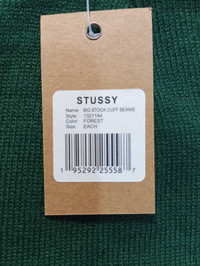 STUSSY
Name: BIG STOCK CUFF BEANIE
Style: 1321144
Color: FOREST
Size: EACH
1 95292 25558 7